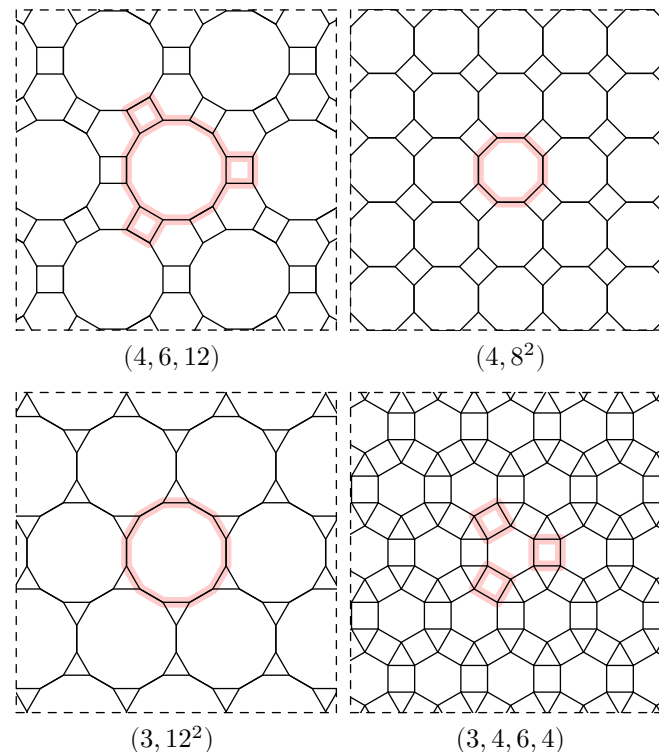 (4, 6, 12)
(4, 8²)
(3, 12²)
(3, 4, 6, 4)